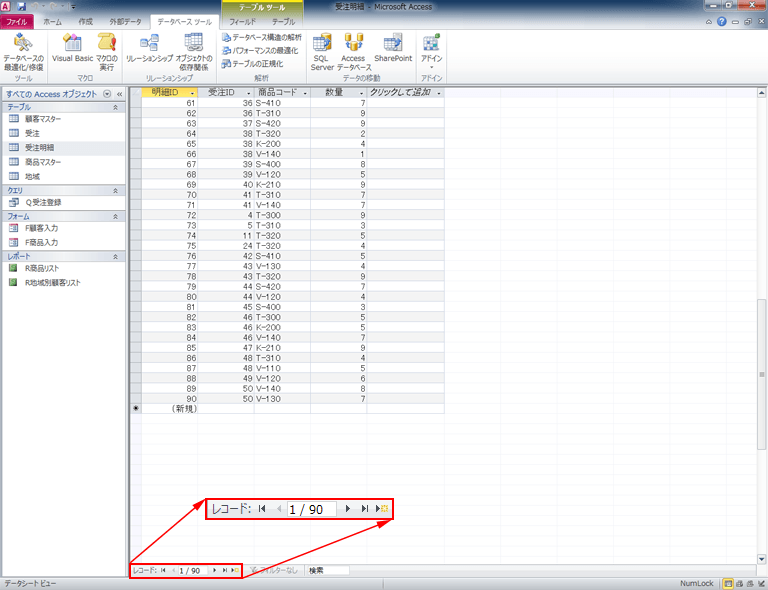 テーブル ツール
受注明細 - Microsoft Access
ファイル ホーム 作成 外部データ データベース ツール フィールド テーブル
データベースの
最適化/修復
Visual Basic
マクロの
実行
リレーションシップ
オブジェクトの
依存関係
データベース構造の解析
パフォーマンスの最適化
テーブルの正規化
SQL
Server
Access
データベース
SharePoint
アドイン
ツール マクロ リレーションシップ 解析 データの移動 アドイン
すべての Access オブジェクト
テーブル
顧客マスター
受注
受注明細
商品マスター
地域
クエリ
Q受注登録
フォーム
F顧客入力
F商品入力
レポート
R商品リスト
R地域別顧客リスト
明細ID 受注ID 商品コード 数量 クリックして追加
61 36 S-410 7
62 36 T-310 9
63 37 S-420 9
64 38 T-320 2
65 38 K-200 4
66 38 V-140 1
67 39 S-400 8
68 39 V-120 5
69 40 K-210 9
70 41 T-310 7
71 41 V-140 7
72 4 T-300 9
73 5 T-310 3
74 11 T-320 5
75 24 T-320 4
76 42 S-410 5
77 43 V-130 4
78 43 T-320 9
79 44 S-420 7
80 44 V-120 4
81 45 S-400 3
82 46 T-300 5
83 46 K-200 5
84 46 V-140 7
85 47 K-210 9
86 48 T-310 4
87 48 V-110 5
88 49 V-120 6
89 50 V-140 8
90 50 V-130 7
(新規)
レコード: 1 / 90
レコード: 1 / 90 フィルターなし 検索
データシート ビュー
NumLock